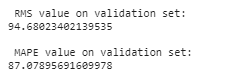 RMS value on validation set:
94.68023402139535
MAPE value on validation set:
87.07895691609978